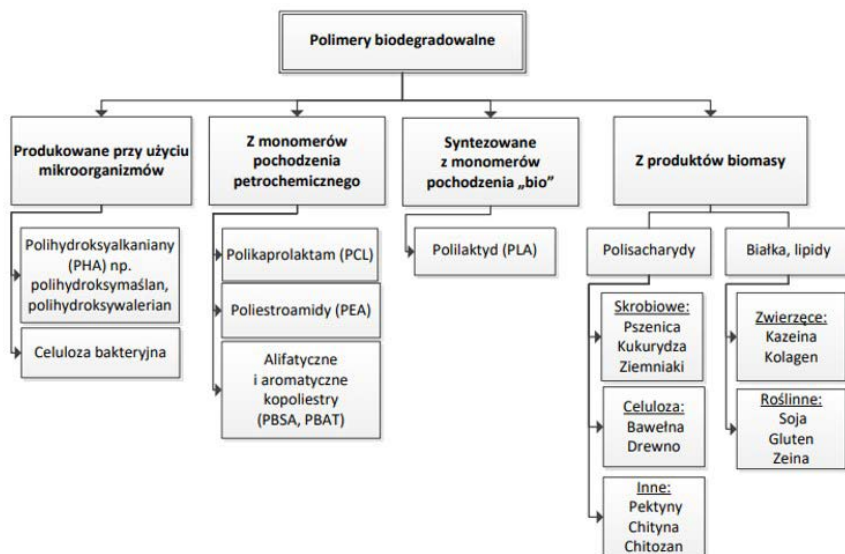 Polimery biodegradowalne
Produkowane przy użyciu
mikroorganizmów
Z monomerów
pochodzenia
petrochemicznego
Syntezowane
z monomerów
pochodzenia „bio”
Z produktów biomasy
Polihydroksyalkaniany
(PHA) np.
polihydroksymaślan,
polihydroksywalerian
Celuloza bakteryjna
Polikaprolaktam (PCL)
Poliestroamidy (PEA)
Alifatyczne
i aromatyczne
kopoliestry
(PBSA, PBAT)
Polilaktyd (PLA)
Polisacharydy
Skrobiowe:
Pszenica
Kukurydza
Ziemniaki
Celuloza:
Bawełna
Drewno
Inne:
Pektyny
Chityna
Chitozan
Białka, lipidy
Zwierzęce:
Kazeina
Kolagen
Roślinne:
Soja
Gluten
Zeina